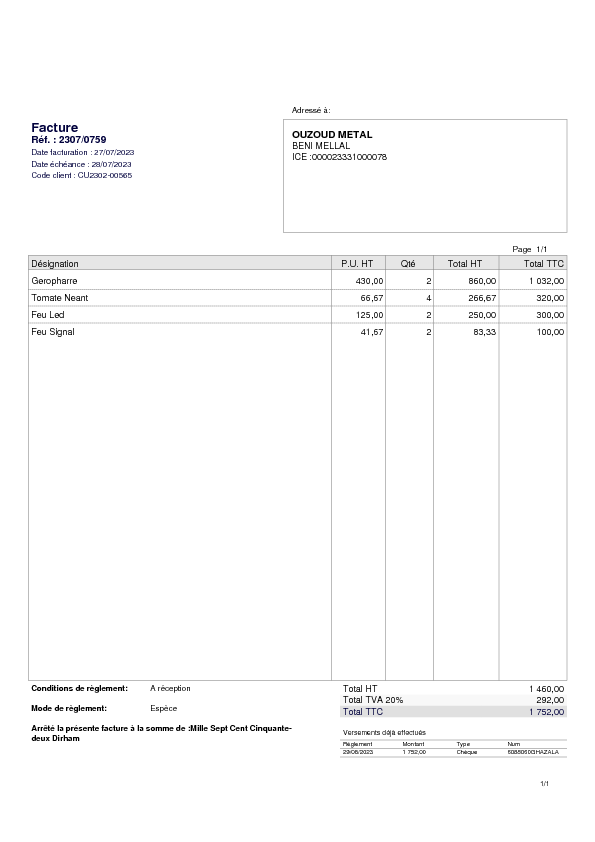 Adressé à:
Facture
Réf. : 2307/0759
Date facturation : 27/07/2023
Date échéance : 28/07/2023
Code client : CU2302-00565
OUZOUD METAL
BENI MELLAL
ICE :000023331000078
Page 1/1
Désignation P.U. HT Qté Total HT Total TTC
Geropharre 430,00 2 860,00 1 032,00
Tomate Neant 66,67 4 266,67 320,00
Feu Led 125,00 2 250,00 300,00
Feu Signal 41,67 2 83,33 100,00
Conditions de règlement: A réception
Total HT 1 460,00
Total TVA 20% 292,00
Mode de règlement: Espèce
Total TTC 1 752,00
Arrêté la présente facture à la somme de :Mille Sept Cent Cinquante-
deux Dirham
Versements déjà effectués
Règlement Montant Type Num
29/08/2023 1 752,00 Chèque
1/1